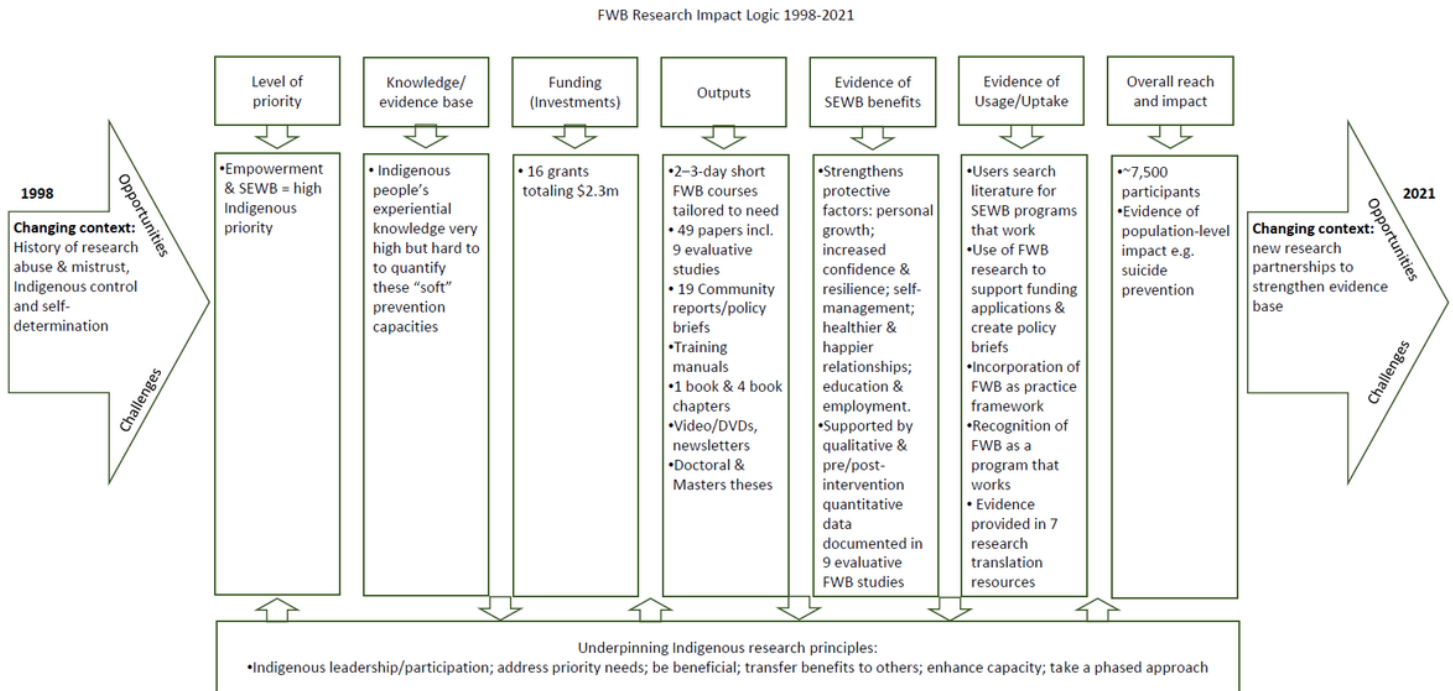 FWB Research Impact Logic 1998-2021
1998
Opportunities
Changing context:
History of research
abuse & mistrust,
Indigenous control
and self-
determination
Challenges
Level of
priority
•Empowerment
& SEWB = high
Indigenous
priority
Knowledge/
evidence base
• Indigenous
people's
experiential
knowledge very
high but hard to
to quantify
these “soft”
prevention
capacities
Funding
(Investments)
• 16 grants
totaling $2.3m
Outputs
•2–3-day short
FWB courses
tailored to need
• 49 papers incl.
9 evaluative
studies
• 19 Community
reports/policy
briefs
•Training
manuals
•1 book & 4 book
chapters
•Video/DVDs,
newsletters
•Doctoral &
Masters theses
Evidence of
SEWB benefits
•Strengthens
protective
factors: personal
growth;
increased
confidence &
resilience; self-
management;
healthier &
happier
relationships;
education &
employment.
•Supported by
qualitative &
pre/post-
intervention
quantitative
data
documented in
9 evaluative
FWB studies
Evidence of
Usage/Uptake
•Users search
literature for
SEWB programs
that work
•Use of FWB
research to
support funding
applications &
create policy
briefs
•Incorporation of
FWB as practice
framework
•Recognition of
FWB as a
program that
works
• Evidence
provided in 7
research
translation
resources
Overall reach
and impact
•~7,500
participants
•Evidence of
population-level
impact e.g.
suicide
prevention
2021
Opportunities
Changing context:
new research
partnerships to
strengthen evidence
base
Challenges
Underpinning Indigenous research principles:
•Indigenous leadership/participation; address priority needs; be beneficial; transfer benefits to others; enhance capacity; take a phased approach